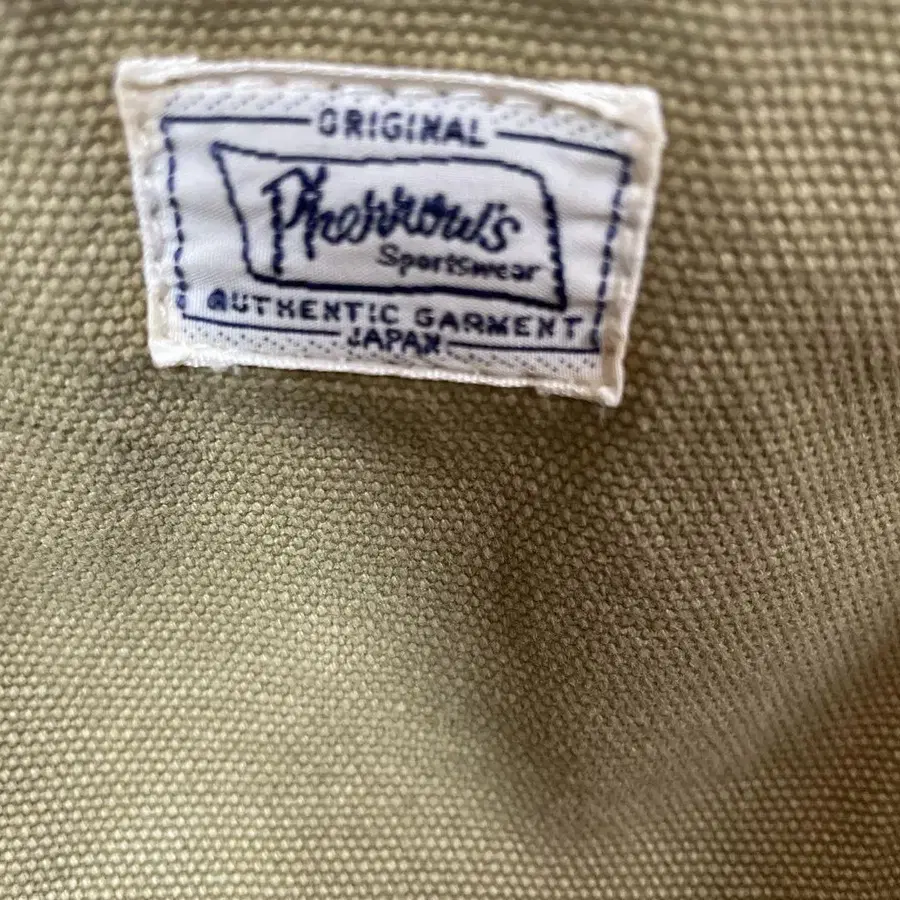 ORIGINAL
Pherrow's
Sportswear
AUTHENTIC GARMENT
JAPAN